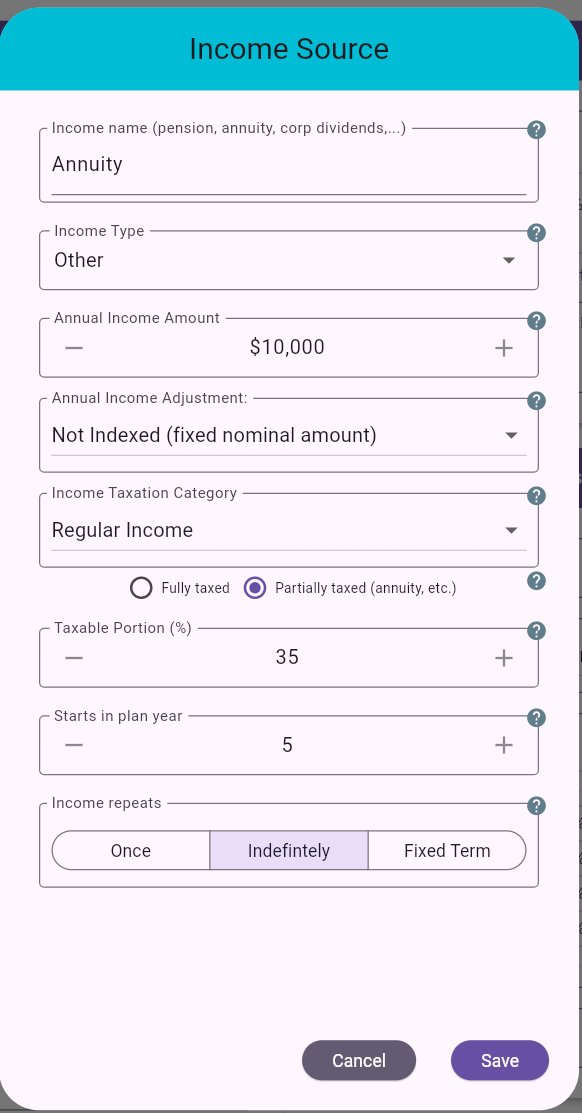 Income Source
Income name (pension, annuity, corp dividends,...)
Annuity
Income Type
Other
Annual Income Amount
$10,000
Annual Income Adjustment:
Not Indexed (fixed nominal amount)
Income Taxation Category
Regular Income
Fully taxed Partially taxed (annuity, etc.)
Taxable Portion (%)
35
Starts in plan year
5
Income repeats
Once Indefintely Fixed Term
Cancel Save